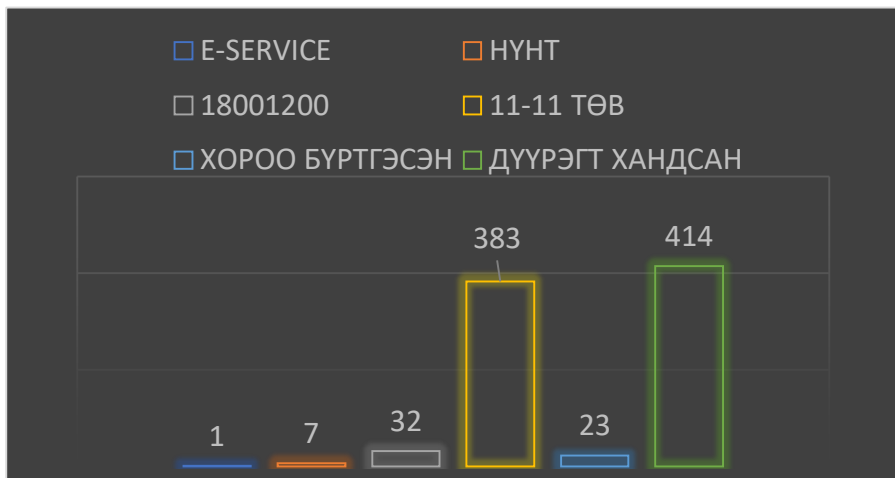 E-SERVICE НҮНТ
18001200 11-11 ТӨВ
ХОРОО БҮРТГЭСЭН ДҮҮРЭГТ ХАНДСАН
383 414
1 7 32 23